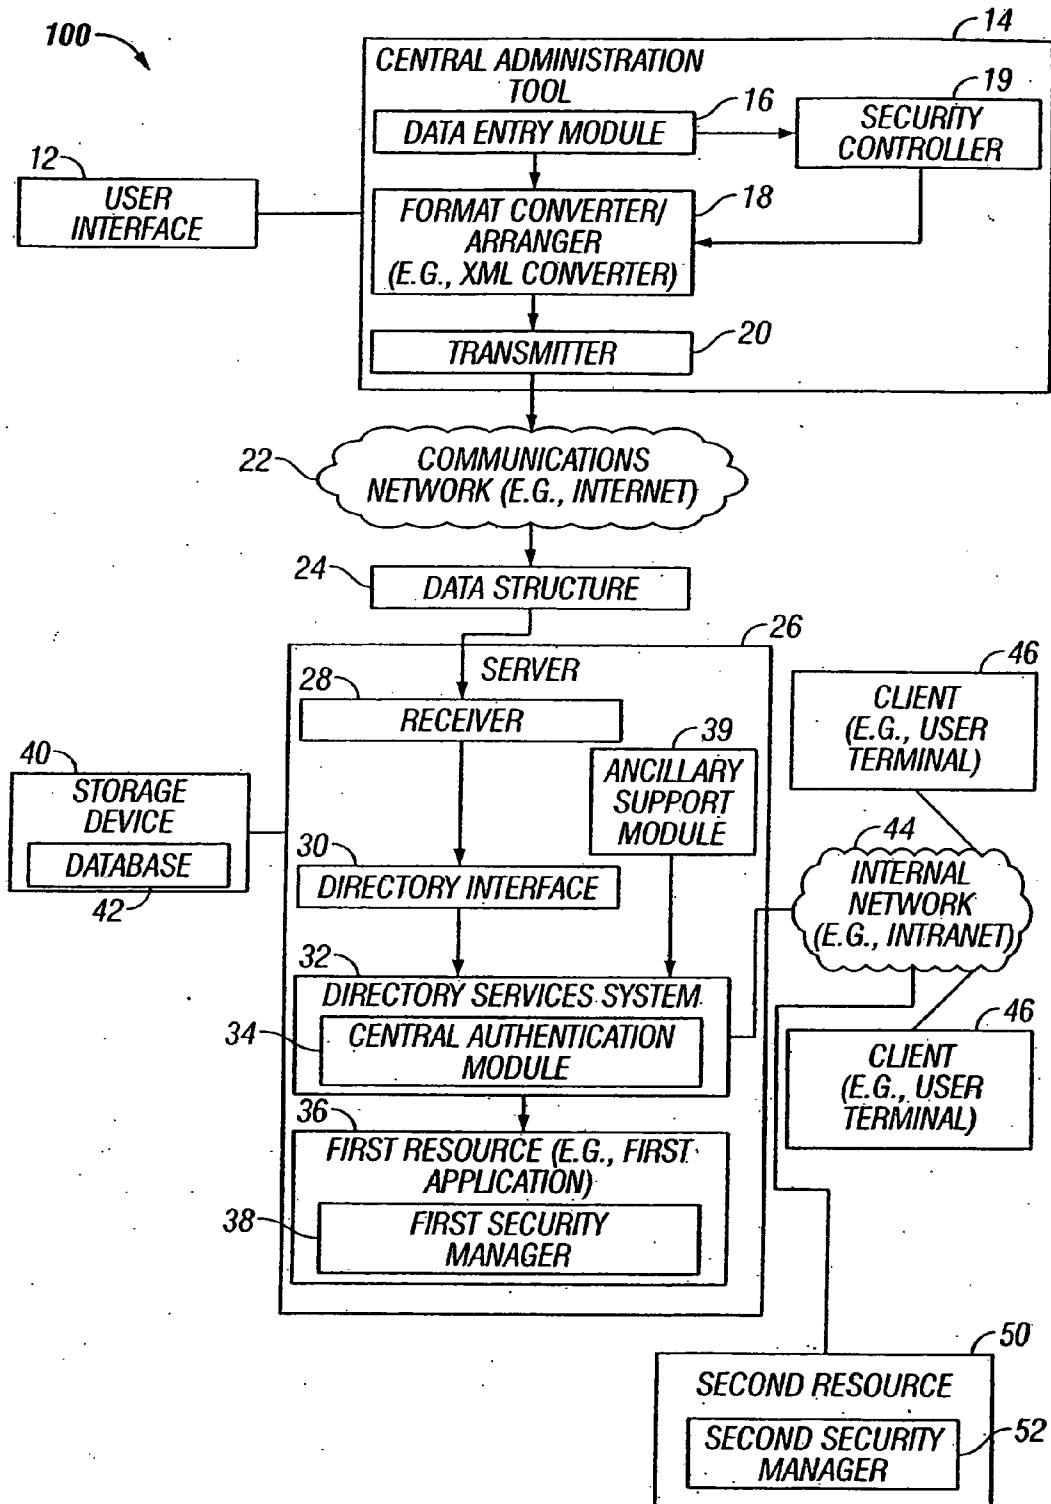 100
14
CENTRAL ADMINISTRATION
TOOL
16
DATA ENTRY MODULE
19
SECURITY
CONTROLLER
12
USER
INTERFACE
18
FORMAT CONVERTER/
ARRANGER
(E.G., XML CONVERTER)
20
TRANSMITTER
22
COMMUNICATIONS
NETWORK (E.G., INTERNET)
24
DATA STRUCTURE
26
SERVER
28
RECEIVER
39
ANCILLARY
SUPPORT
MODULE
46
CLIENT
(E.G., USER
TERMINAL)
40
STORAGE
DEVICE
DATABASE
42
30
DIRECTORY INTERFACE
44
INTERNAL
NETWORK
(E.G., INTRANET)
32
DIRECTORY SERVICES SYSTEM
34
CENTRAL AUTHENTICATION
MODULE
46
CLIENT
(E.G., USER
TERMINAL)
36
FIRST RESOURCE (E.G., FIRST
APPLICATION)
38
FIRST SECURITY
MANAGER
50
SECOND RESOURCE
52
SECOND SECURITY
MANAGER